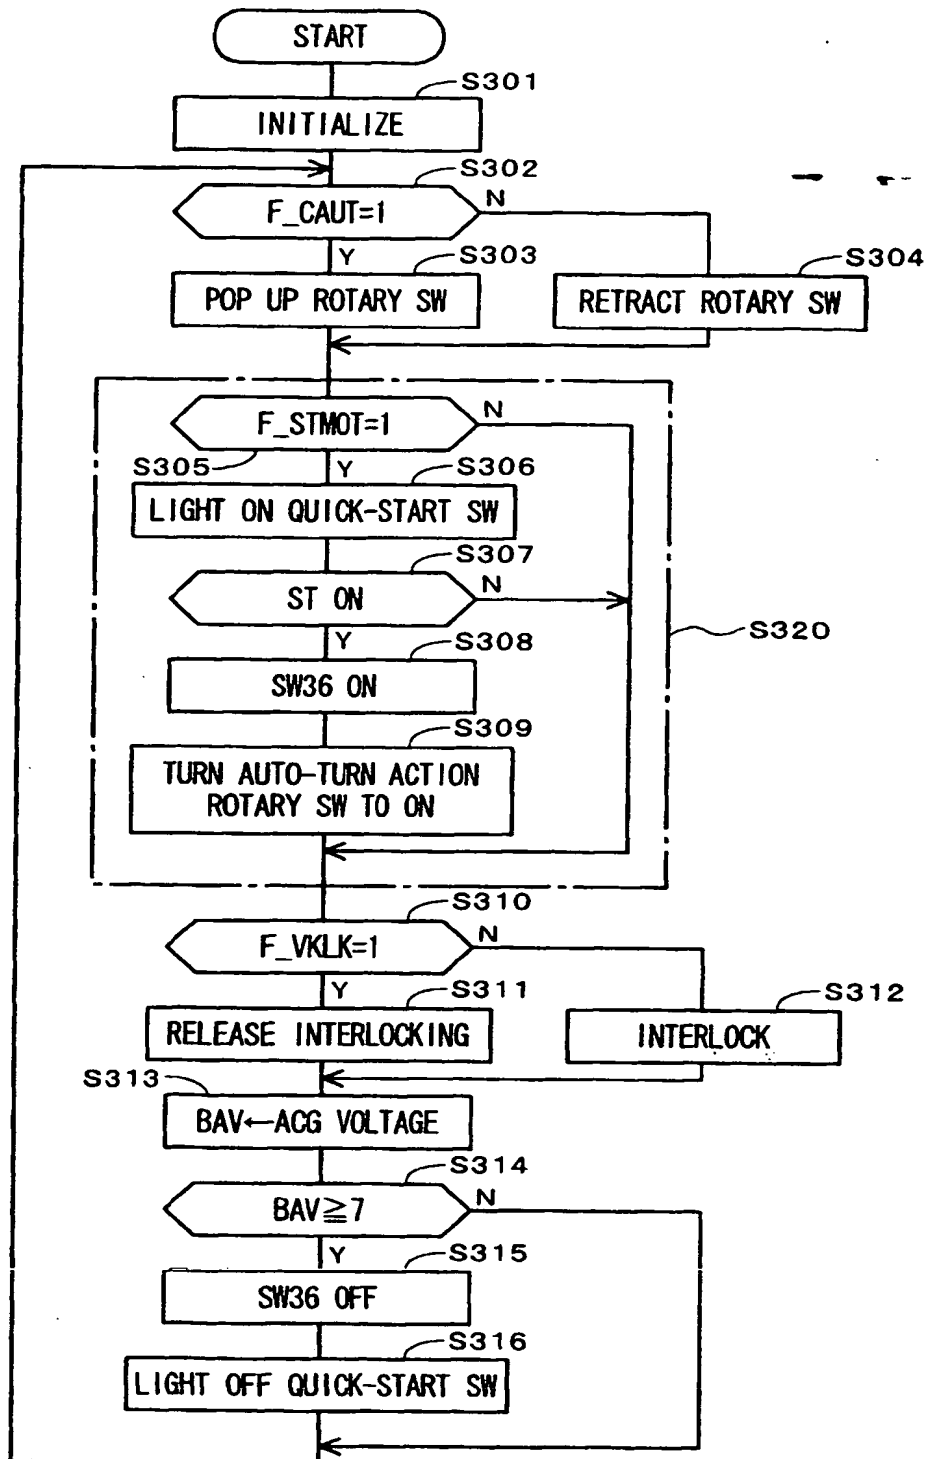 START
S301
INITIALIZE
S302
F_CAUT=1
N
Y
S303
S304
POP UP ROTARY SW
RETRACT ROTARY SW
F_STMOT=1
N
S305
Y
S306
LIGHT ON QUICK-START SW
S307
ST ON
N
Y
S308
S320
SW36 ON
S309
TURN AUTO-TURN ACTION
ROTARY SW TO ON
S310
F_VKLK=1
N
Y
S311
S312
RELEASE INTERLOCKING
INTERLOCK
S313
BAV←ACG VOLTAGE
S314
BAV≧7
N
Y
S315
SW36 OFF
S316
LIGHT OFF QUICK-START SW